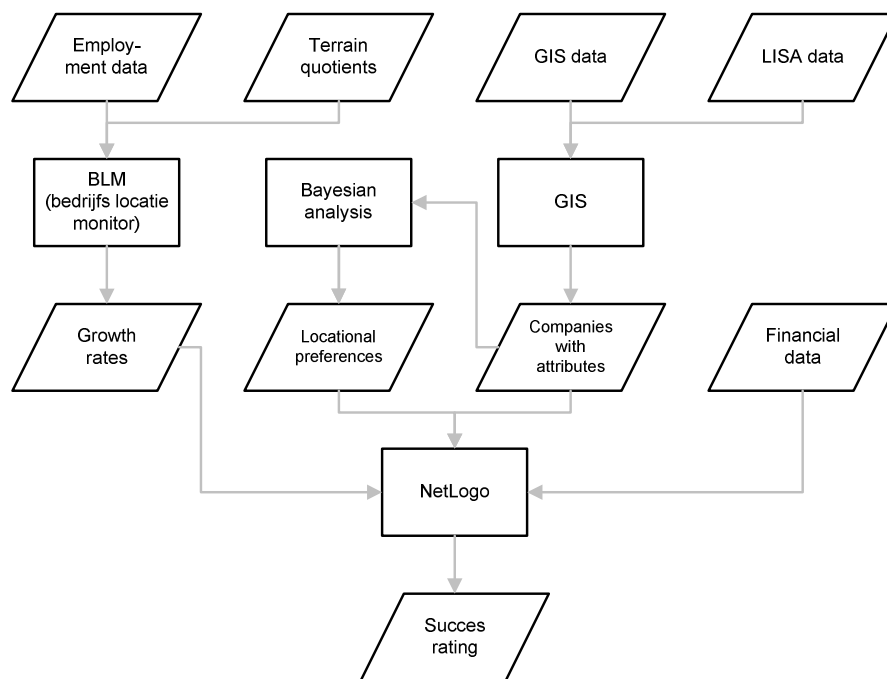 Employ-
ment data
Terrain
quotients
GIS data
LISA data
BLM
(bedrijfs locatie
monitor)
Bayesian
analysis
GIS
Growth
rates
Locational
preferences
Companies
with
attributes
Financial
data
NetLogo
Succes
rating